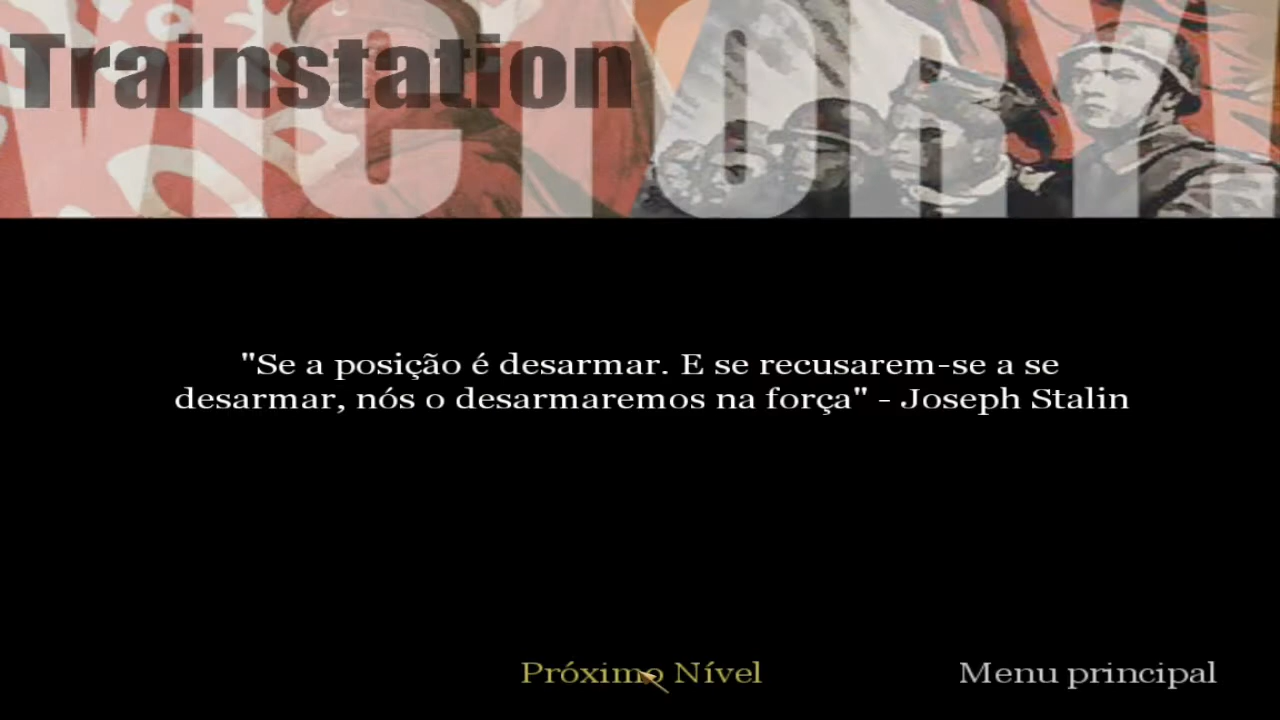 VICTORY!
Trainstation
"Se a posição é desarmar. E se recusarem-se a se
desarmar, nós o desarmaremos na força" - Joseph Stalin
Próximo Nível
Menu principal